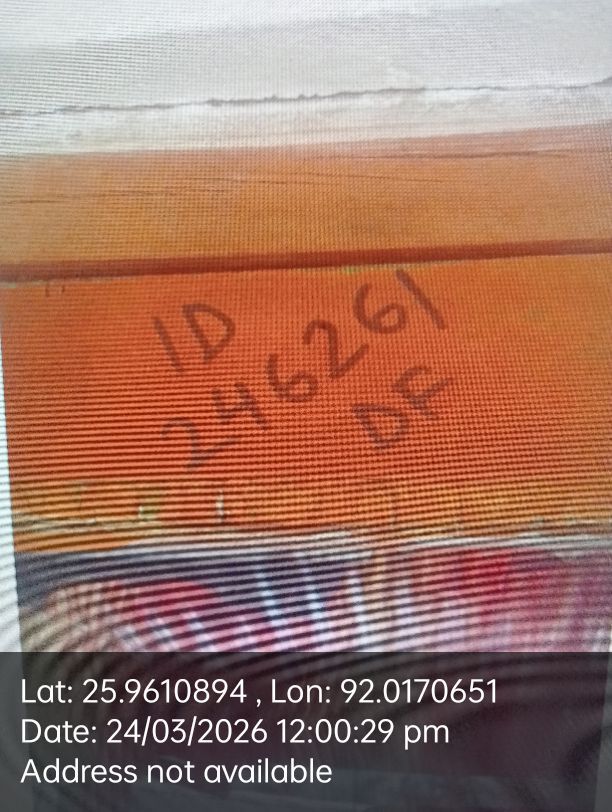 ID
246261
DF
Lat: 25.9610894 , Lon: 92.0170651
Date: 24/03/2026 12:00:29 pm
Address not available